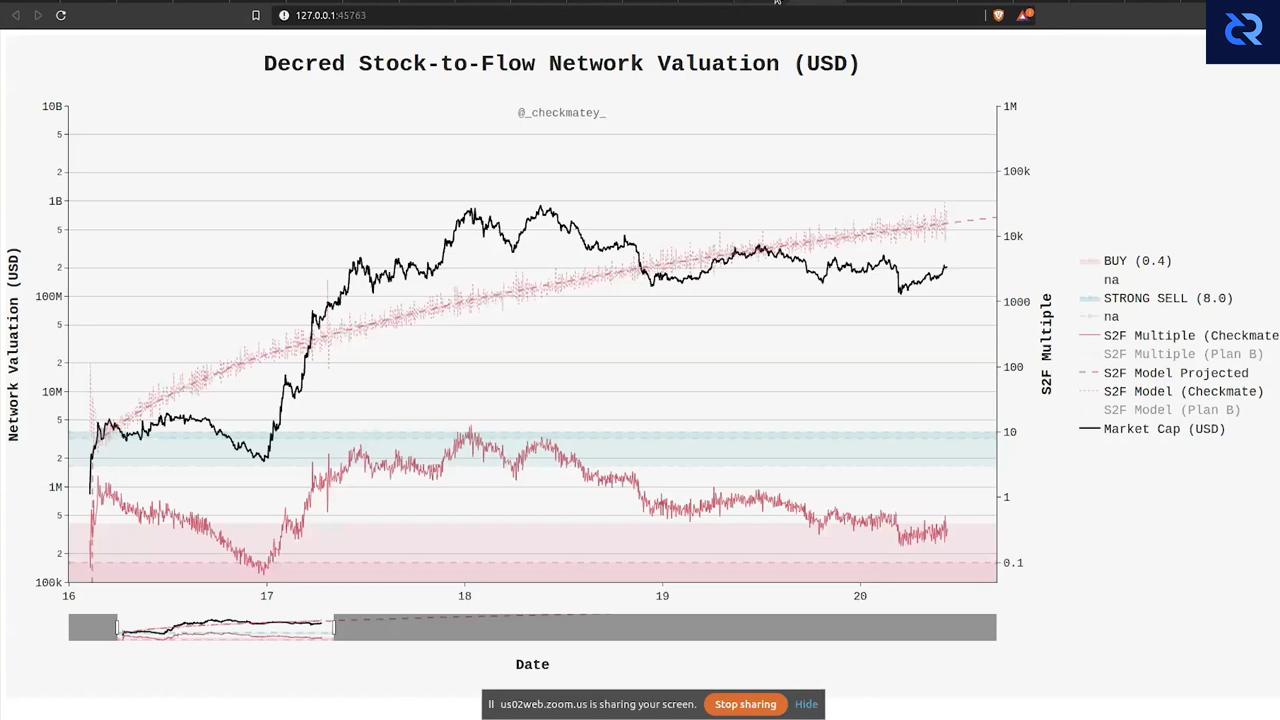 127.0.0.1:45763
Decred Stock-to-Flow Network Valuation (USD)
@_checkmatey_
10B
5
2
1B
5
2
100M
5
2
10M
5
2
1M
5
2
100k
Network Valuation (USD)
1M
100k
10k
1000
100
10
1
0.1
S2F Multiple
BUY (0.4)
na
STRONG SELL (8.0)
na
S2F Multiple (Checkmate
S2F Multiple (Plan B)
S2F Model Projected
S2F Model (Checkmate)
S2F Model (Plan B)
Market Cap (USD)
16 17 18 19 20
Date
us02web.zoom.us is sharing your screen. Stop sharing Hide